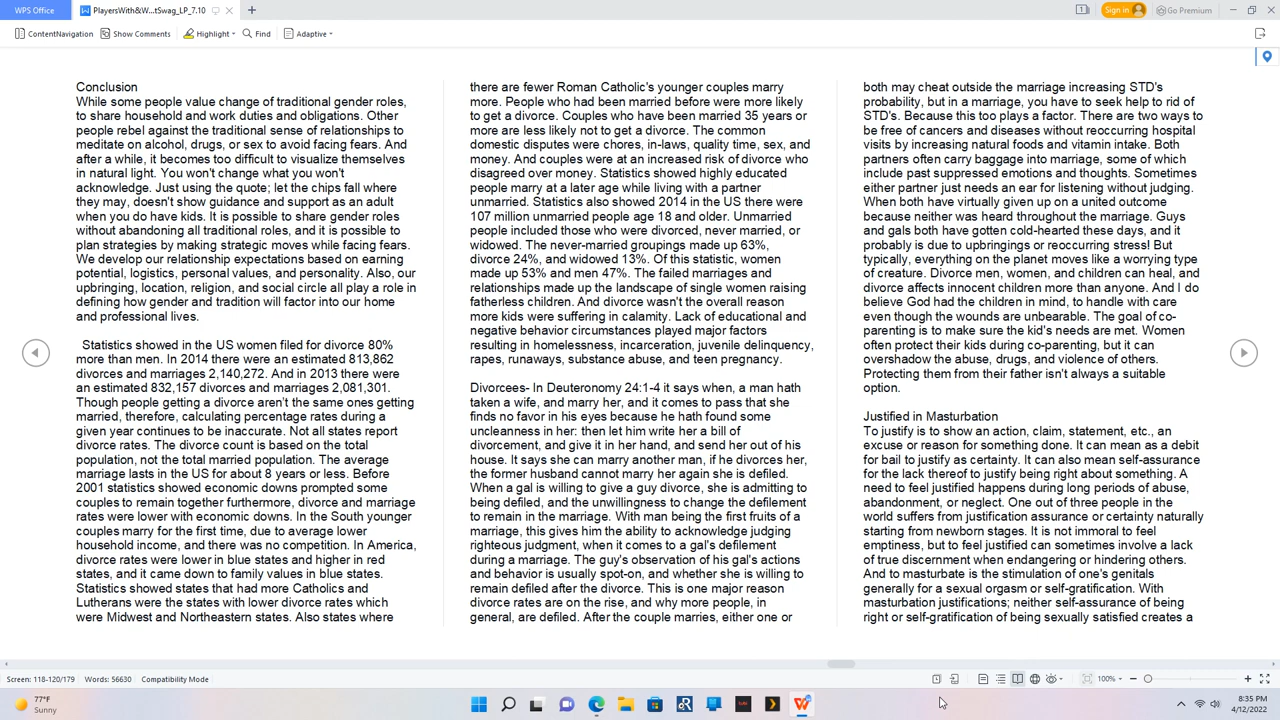 WPS Office
PlayersWith&W...tSwag_LP_7.10
Sign in
Go Premium
ContentNavigation
Show Comments
Highlight
Find
Adaptive
Conclusion
While some people value change of traditional gender roles,
to share household and work duties and obligations. Other
people rebel against the traditional sense of relationships to
meditate on alcohol, drugs, or sex to avoid facing fears. And
after a while, it becomes too difficult to visualize themselves
in natural light. You won't change what you won't
acknowledge. Just using the quote; let the chips fall where
they may, doesn't show guidance and support as an adult
when you do have kids. It is possible to share gender roles
without abandoning all traditional roles, and it is possible to
plan strategies by making strategic moves while facing fears.
We develop our relationship expectations based on earning
potential, logistics, personal values, and personality. Also, our
upbringing, location, religion, and social circle all play a role in
defining how gender and tradition will factor into our home
and professional lives.
Statistics showed in the US women filed for divorce 80%
more than men. In 2014 there were an estimated 813,862
divorces and marriages 2,140,272. And in 2013 there were
an estimated 832,157 divorces and marriages 2,081,301.
Though people getting a divorce aren't the same ones getting
married, therefore, calculating percentage rates during a
given year continues to be inaccurate. Not all states report
divorce rates. The divorce count is based on the total
population, not the total married population. The average
marriage lasts in the US for about 8 years or less. Before
2001 statistics showed economic downs prompted some
couples to remain together furthermore, divorce and marriage
rates were lower with economic downs. In the South younger
couples marry for the first time, due to average lower
household income, and there was no competition. In America,
divorce rates were lower in blue states and higher in red
states, and it came down to family values in blue states.
Statistics showed states that had more Catholics and
Lutherans were the states with lower divorce rates which
were Midwest and Northeastern states. Also states where
there are fewer Roman Catholic's younger couples marry
more. People who had been married before were more likely
to get a divorce. Couples who have been married 35 years or
more are less likely not to get a divorce. The common
domestic disputes were chores, in-laws, quality time, sex, and
money. And couples were at an increased risk of divorce who
disagreed over money. Statistics showed highly educated
people marry at a later age while living with a partner
unmarried. Statistics also showed 2014 in the US there were
107 million unmarried people age 18 and older. Unmarried
people included those who were divorced, never married, or
widowed. The never-married groupings made up 63%,
divorce 24%, and widowed 13%. Of this statistic, women
made up 53% and men 47%. The failed marriages and
relationships made up the landscape of single women raising
fatherless children. And divorce wasn't the overall reason
more kids were suffering in calamity. Lack of educational and
negative behavior circumstances played major factors
resulting in homelessness, incarceration, juvenile delinquency,
rapes, runaways, substance abuse, and teen pregnancy.
Divorcees- In Deuteronomy 24:1-4 it says when, a man hath
taken a wife, and marry her, and it comes to pass that she
finds no favor in his eyes because he hath found some
uncleanness in her: then let him write her a bill of
divorcement, and give it in her hand, and send her out of his
house. It says she can marry another man, if he divorces her,
the former husband cannot marry her again she is defiled.
When a gal is willing to give a guy divorce, she is admitting to
being defiled, and the unwillingness to change the defilement
to remain in the marriage. With man being the first fruits of a
marriage, this gives him the ability to acknowledge judging
righteous judgment, when it comes to a gal's defilement
during a marriage. The guy's observation of his gal's actions
and behavior is usually spot-on, and whether she is willing to
remain defiled after the divorce. This is one major reason
divorce rates are on the rise, and why more people, in
general, are defiled. After the couple marries, either one or
both may cheat outside the marriage increasing STD's
probability, but in a marriage, you have to seek help to rid of
STD's. Because this too plays a factor. There are two ways to
be free of cancers and diseases without reoccurring hospital
visits by increasing natural foods and vitamin intake. Both
partners often carry baggage into marriage, some of which
include past suppressed emotions and thoughts. Sometimes
either partner just needs an ear for listening without judging.
When both have virtually given up on a united outcome
because neither was heard throughout the marriage. Guys
and gals both have gotten cold-hearted these days, and it
probably is due to upbringings or reoccurring stress! But
typically, everything on the planet moves like a worrying type
of creature. Divorce men, women, and children can heal, and
divorce affects innocent children more than anyone. And I do
believe God had the children in mind, to handle with care
even though the wounds are unbearable. The goal of co-
parenting is to make sure the kid's needs are met. Women
often protect their kids during co-parenting, but it can
overshadow the abuse, drugs, and violence of others.
Protecting them from their father isn't always a suitable
option.
Justified in Masturbation
To justify is to show an action, claim, statement, etc., an
excuse or reason for something done. It can mean as a debit
for bail to justify as certainty. It can also mean self-assurance
for the lack thereof to justify being right about something. A
need to feel justified happens during long periods of abuse,
abandonment, or neglect. One out of three people in the
world suffers from justification assurance or certainty naturally
starting from newborn stages. It is not immoral to feel
emptiness, but to feel justified can sometimes involve a lack
of true discernment when endangering or hindering others.
And to masturbate is the stimulation of one's genitals
generally for a sexual orgasm or self-gratification. With
masturbation justifications; neither self-assurance of being
right or self-gratification of being sexually satisfied creates a
Screen: 118-120/179
Words: 56630
Compatibility Mode
100%
77°F
Sunny
8:35 PM
4/12/2022